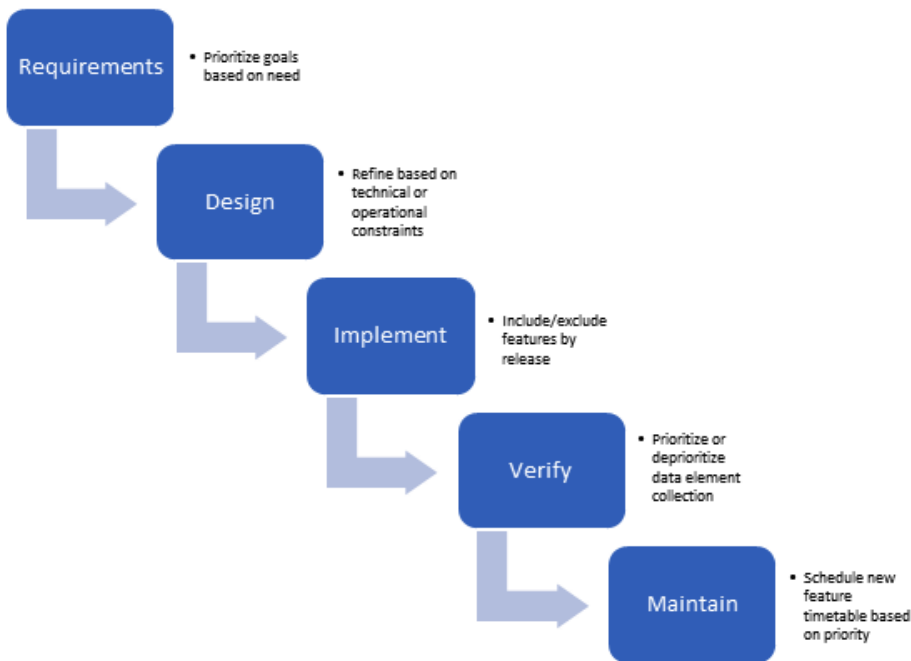 Requirements
▪ Prioritize goals
based on need
Design
▪ Refine based on
technical or
operational
constraints
Implement
▪ Include/exclude
features by
release
Verify
▪ Prioritize or
deprioritize
data element
collection
Maintain
▪ Schedule new
feature
timetable based
on priority